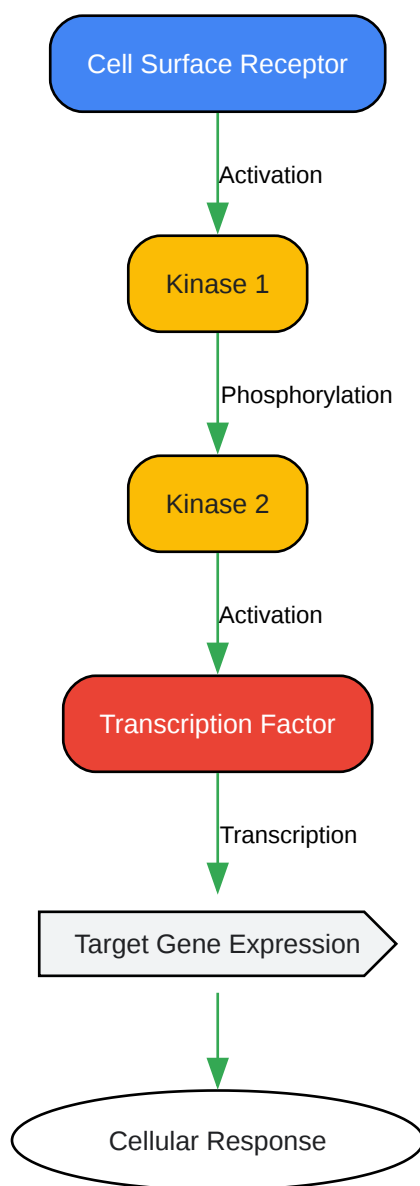 Cell Surface Receptor
Activation
Kinase 1
Phosphorylation
Kinase 2
Activation
Transcription Factor
Transcription
Target Gene Expression
Cellular Response